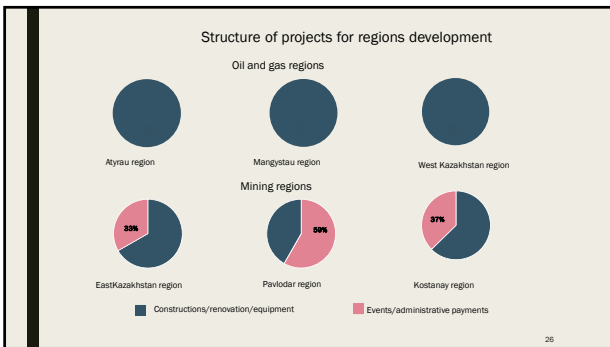 Structure of projects for regions development
Oil and gas regions
Atyrau region
Mangystau region
West Kazakhstan region
Mining regions
33%
59%
37%
EastKazakhstan region
Pavlodar region
Kostanay region
Constructions/renovation/equipment
Events/administrative payments
26